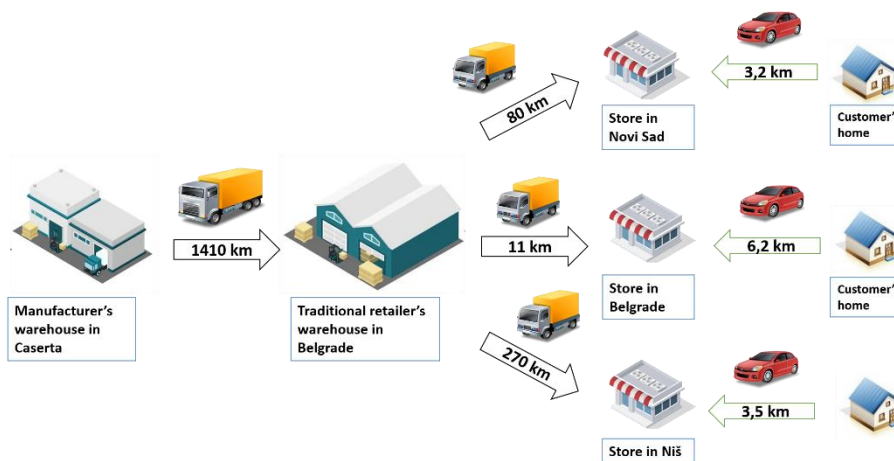 80 km
3,2 km
Store in
Novi Sad
Customer's
home
1410 km
11 km
6,2 km
Manufacturer's
warehouse in
Caserta
Traditional retailer's
warehouse in
Belgrade
Store in
Belgrade
Customer'
home
270 km
3,5 km
Store in Niš